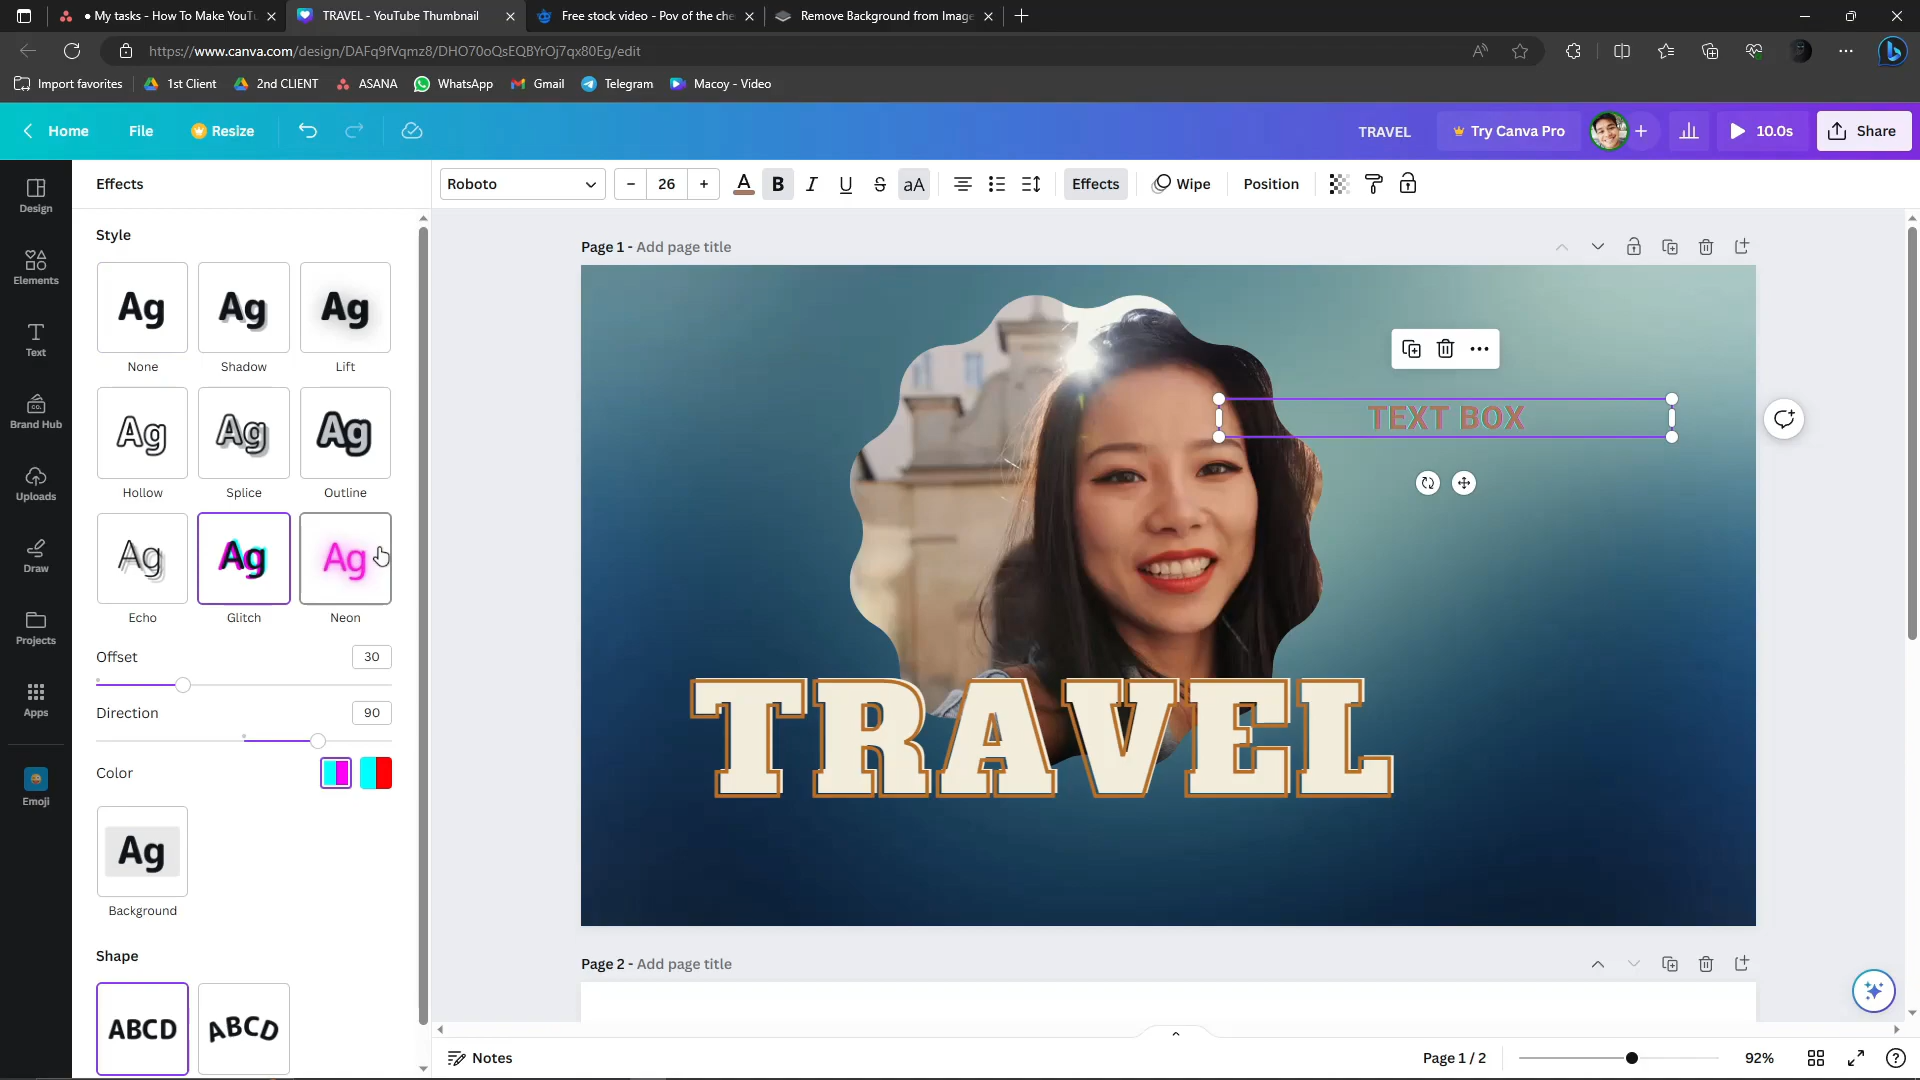 My tasks - How To Make YouTu
TRAVEL - YouTube Thumbnail
Free stock video - Pov of the che
Remove Background from Image
https://www.canva.com/design/DAFq9fVqmz8/DHO70oQsEQBYrOj7qx80Eg/edit
Import favorites
1st Client
2nd CLIENT
ASANA
WhatsApp
Gmail
Telegram
Macoy - Video
Home
File
Resize
TRAVEL
Try Canva Pro
10.0s
Share
Effects
Roboto
26
A
B
I
U
S
aA
Effects
Wipe
Position
Design
Elements
Text
Brand Hub
Uploads
Draw
Projects
Apps
Emoji
Style
Ag
Ag
Ag
None
Shadow
Lift
Ag
Ag
Ag
Hollow
Splice
Outline
Ag
Ag
Ag
Echo
Glitch
Neon
Offset
30
Direction
90
Color
Ag
Background
Shape
ABCD
ABCD
Page 1 - Add page title
TEXT BOX
TRAVEL
Page 2 - Add page title
Notes
Page 1 / 2
92%